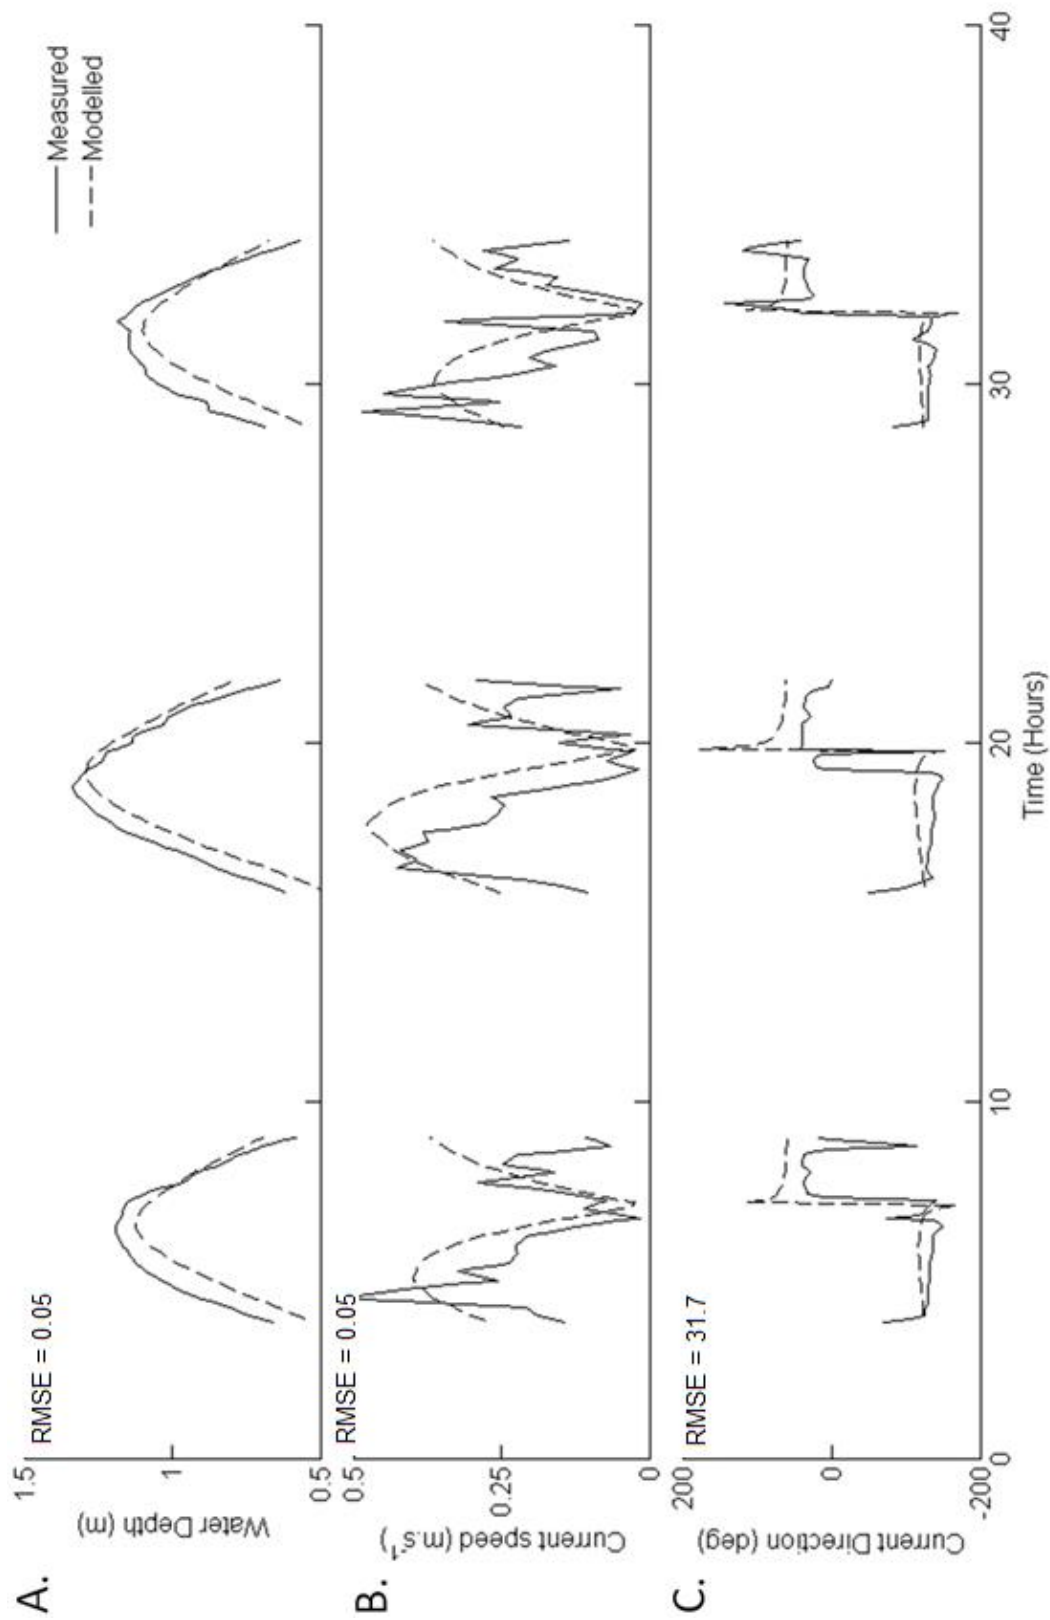 A.
Water Depth (m)
1.5
1
0.5
RMSE = 0.05
Measured
Modelled
B.
Current speed (m.s-1)
0.5
0.25
0
RMSE = 0.05
C.
Current Direction (deg)
200
0
-200
RMSE = 31.7
0
10
20
30
40
Time (Hours)